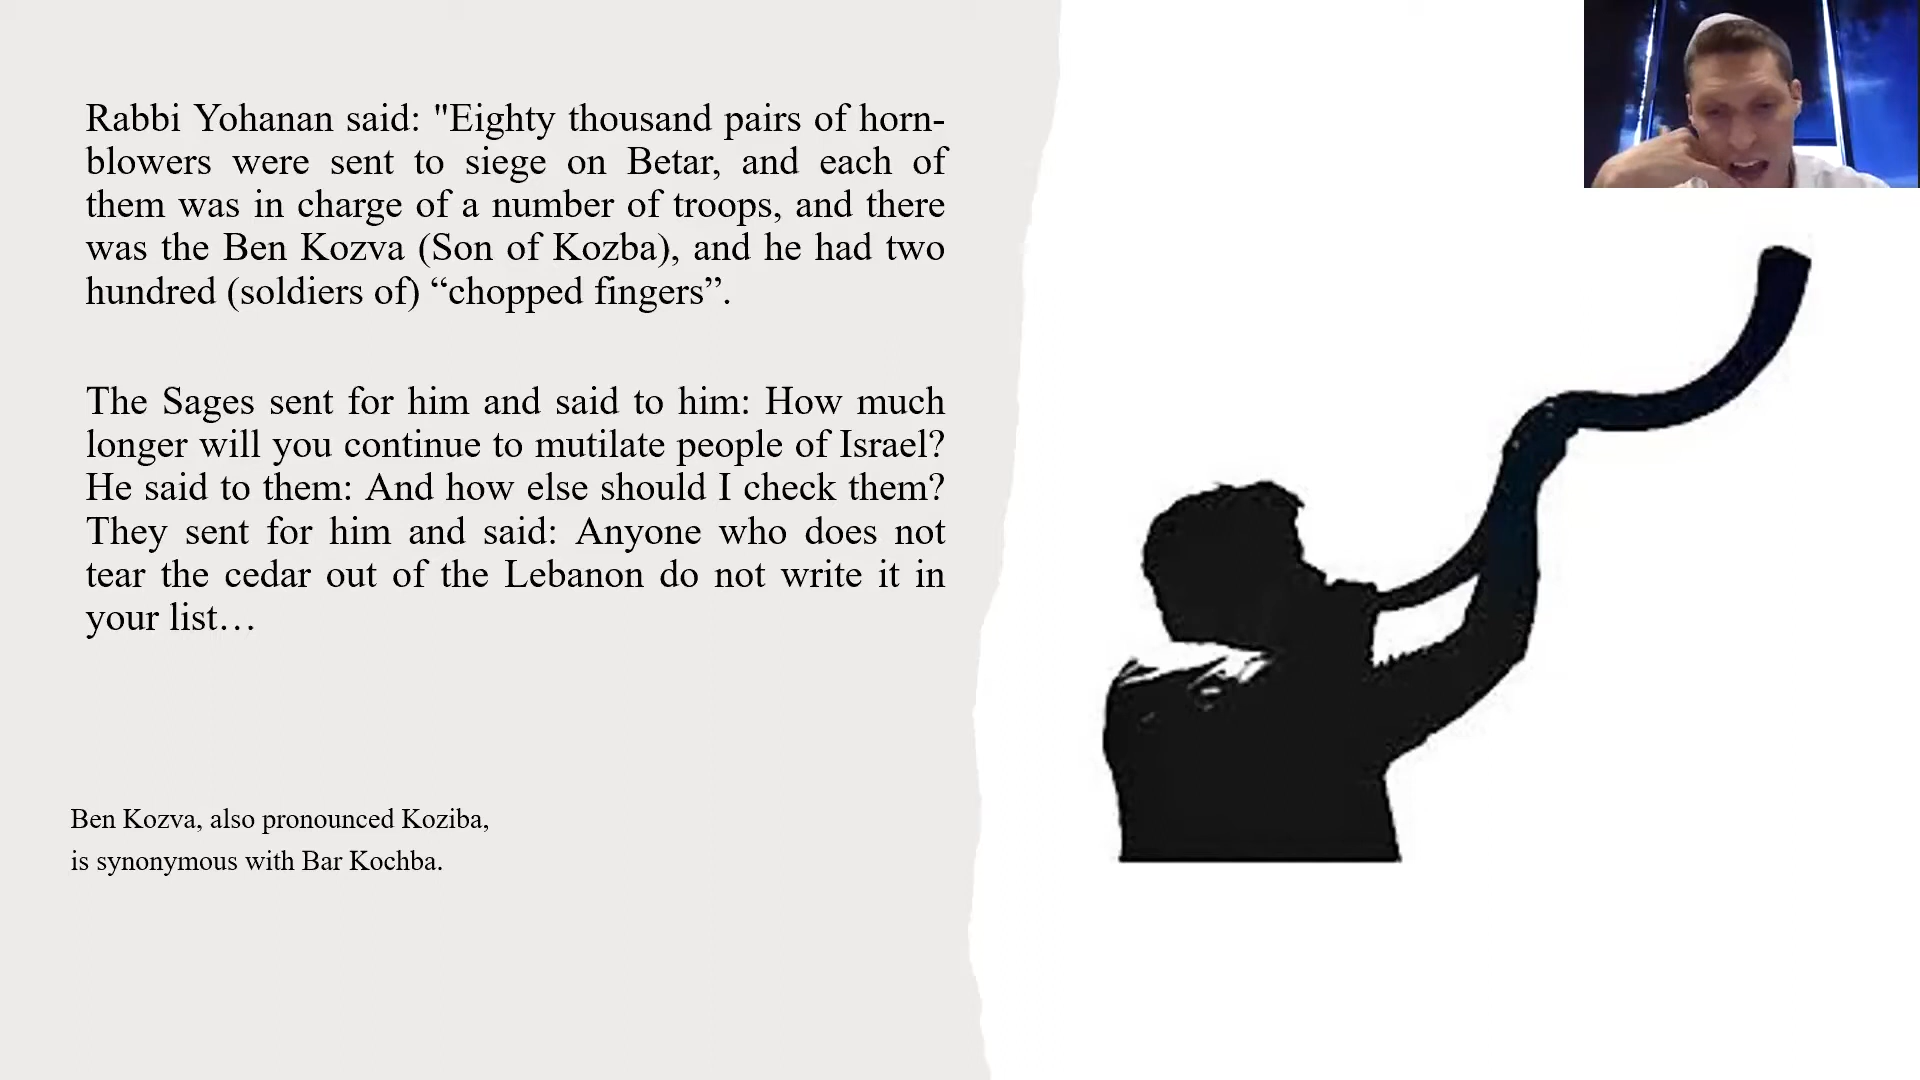 Rabbi Yohanan said: "Eighty thousand pairs of horn-
blowers were sent to siege on Betar, and each of
them was in charge of a number of troops, and there
was the Ben Kozva (Son of Kozba), and he had two
hundred (soldiers of) “chopped fingers”.
The Sages sent for him and said to him: How much
longer will you continue to mutilate people of Israel?
He said to them: And how else should I check them?
They sent for him and said: Anyone who does not
tear the cedar out of the Lebanon do not write it in
your list…
Ben Kozva, also pronounced Koziba,
is synonymous with Bar Kochba.